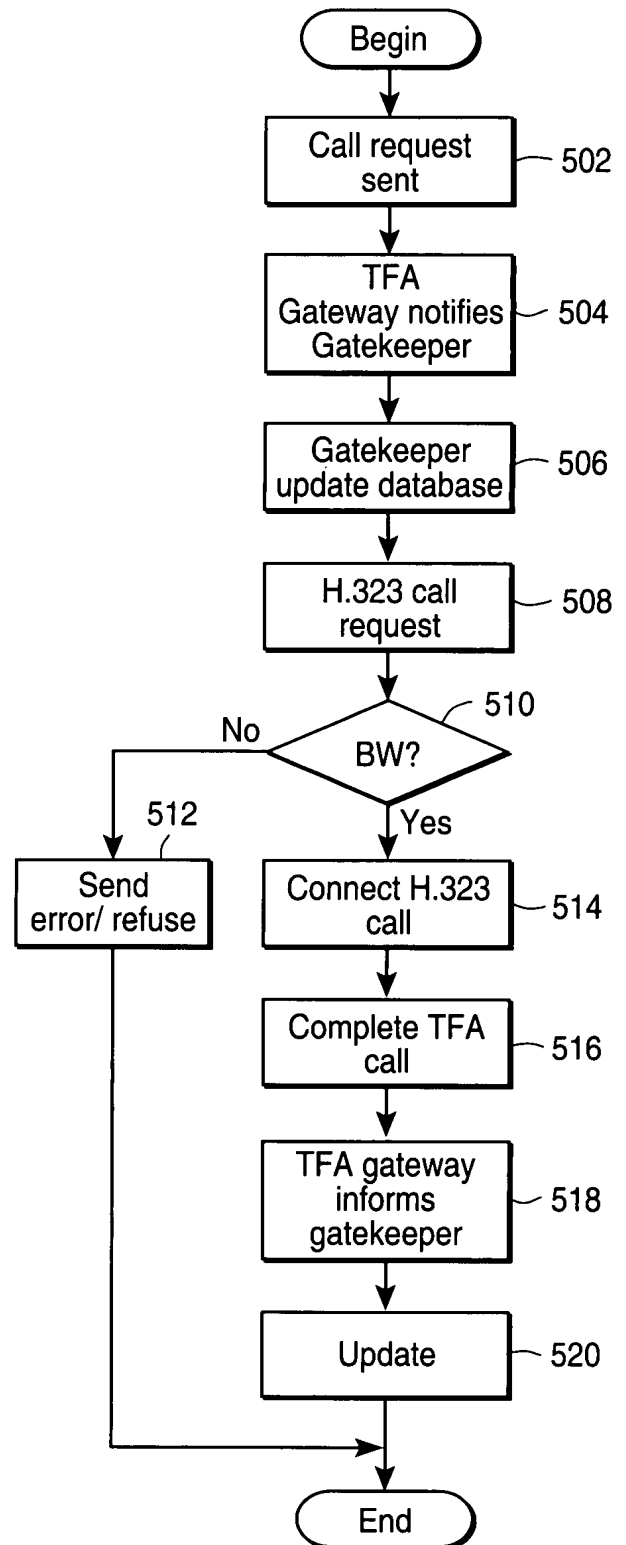 Begin
Call request
sent
502
TFA
Gateway notifies
Gatekeeper
504
Gatekeeper
update database
506
H.323 call
request
508
510
BW?
No
Yes
512
Send
error/ refuse
Connect H.323
call
514
Complete TFA
call
516
TFA gateway
informs
gatekeeper
518
Update
520
End